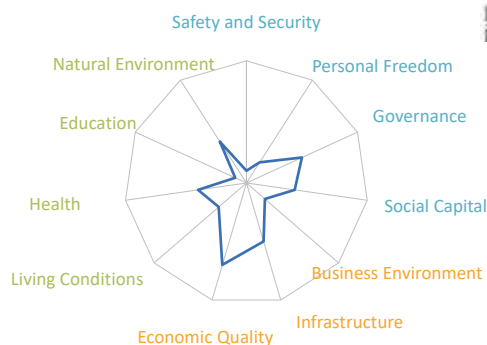 Safety and Security
Natural Environment
Personal Freedom
Education
Governance
Health
Social Capital
Living Conditions
Business Environment
Economic Quality
Infrastructure